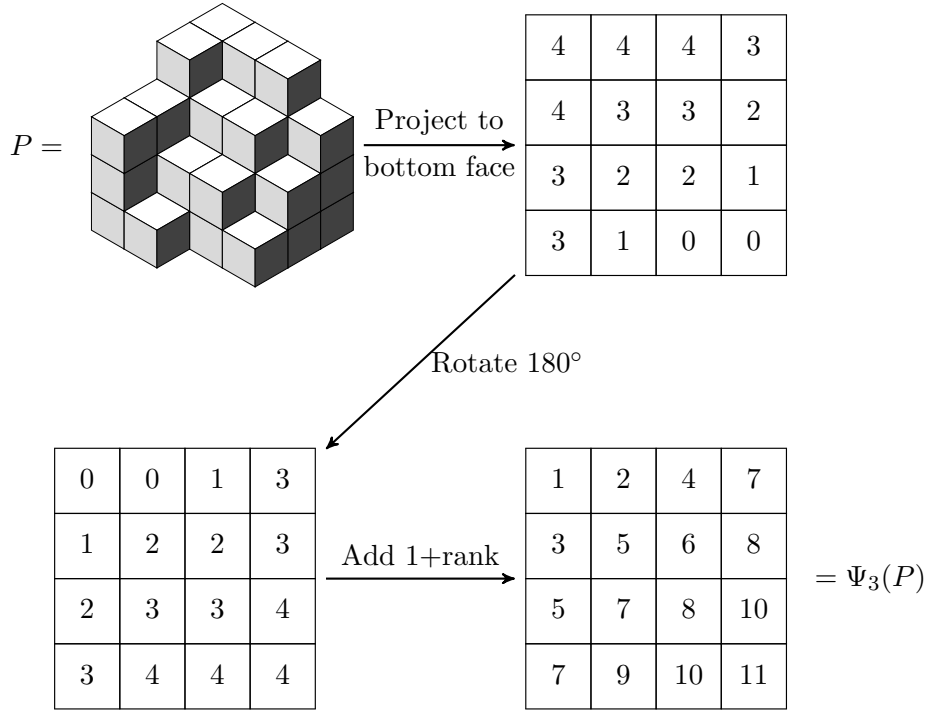 P =
Project to
bottom face
4 4 4 3
4 3 3 2
3 2 2 1
3 1 0 0
Rotate 180°
0 0 1 3
1 2 2 3
2 3 3 4
3 4 4 4
Add 1+rank
1 2 4 7
3 5 6 8
5 7 8 10
7 9 10 11
= Ψ₃(P)